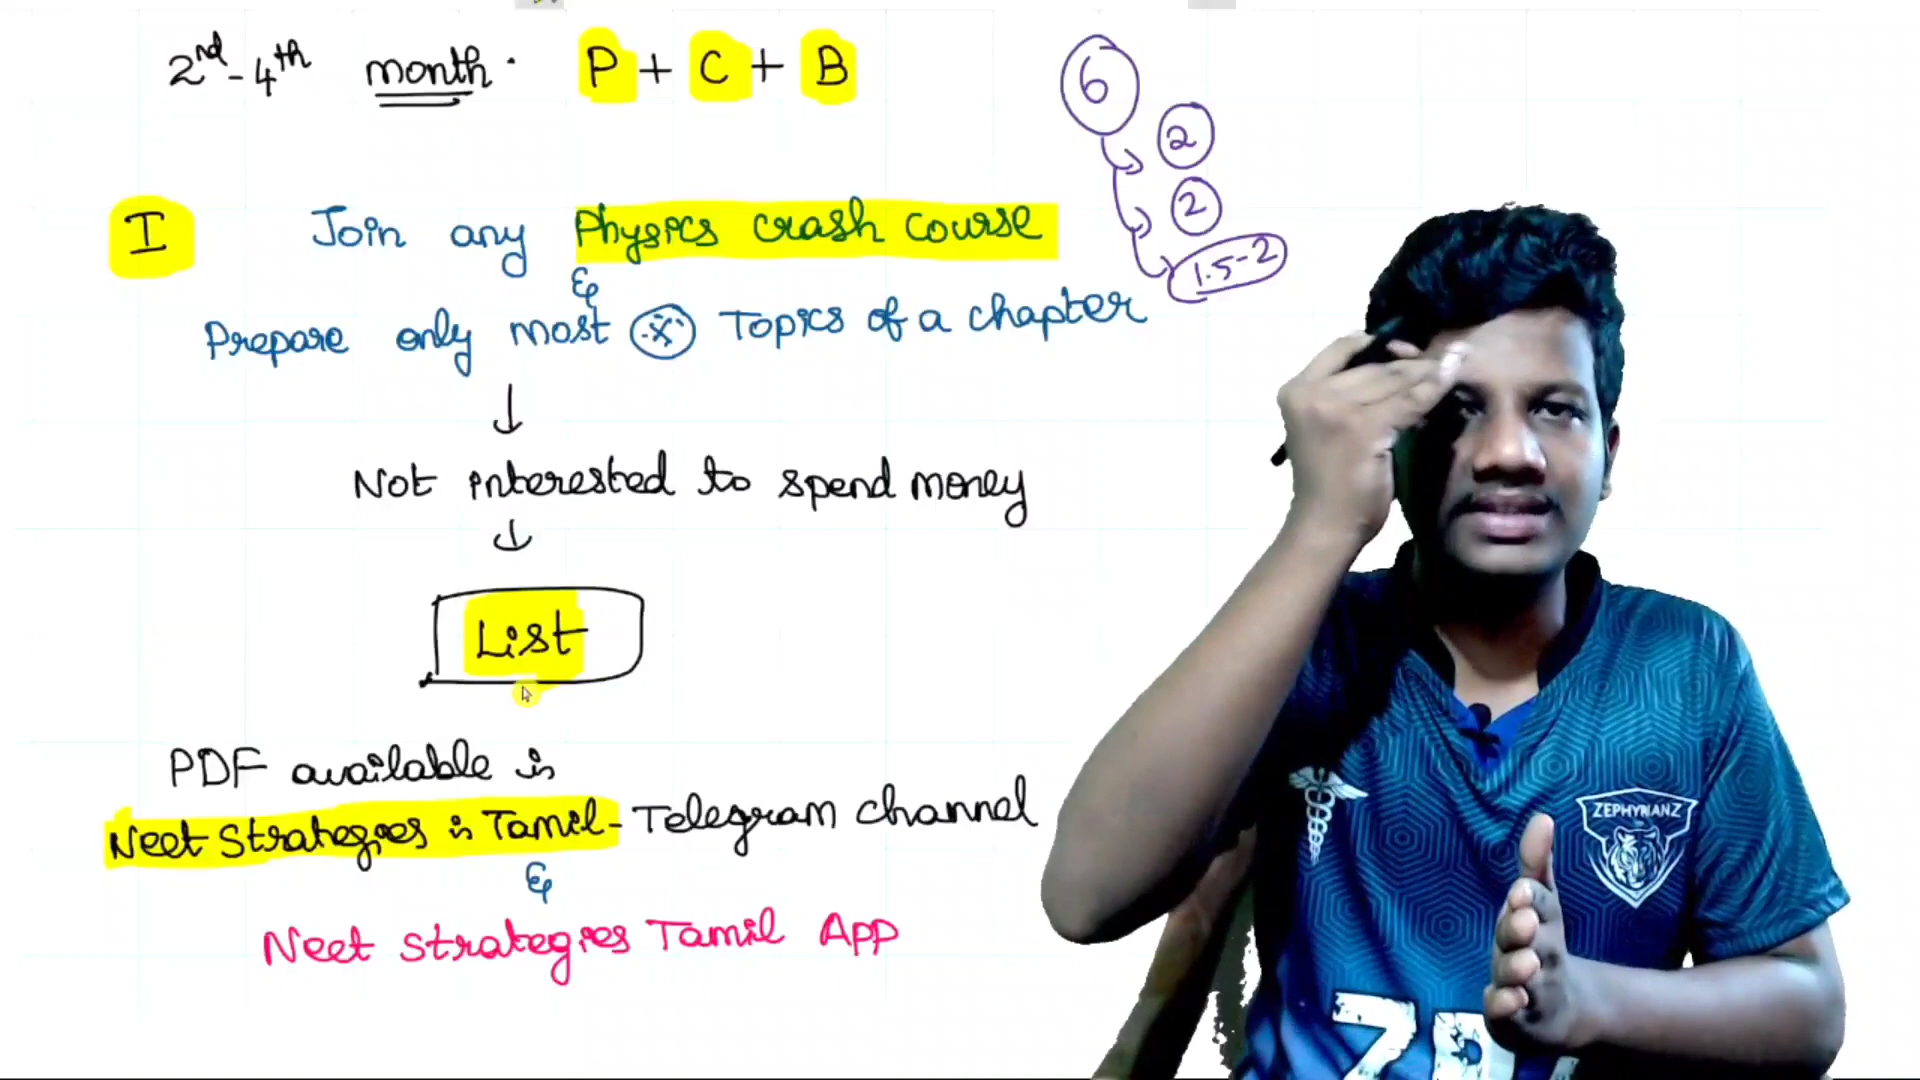 2nd-4th month. P + C + B
6
2
2
1.5-2
I Join any Physics crash course
&
Prepare only most * Topics of a chapter
↓
Not interested to spend money
↓
List
PDF available in
Neet Strategies in Tamil - Telegram channel
&
Neet strategies Tamil App
ZEPHYRIANZ